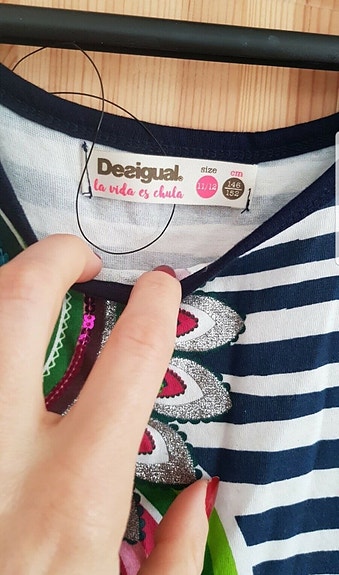 Desigual.
la vida es chula
size
11/12
cm
146
152